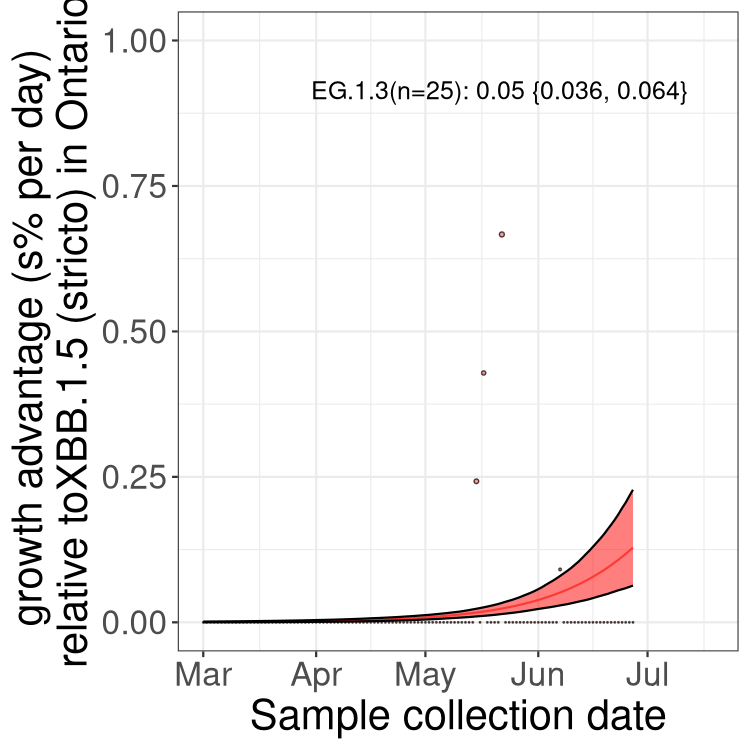 growth advantage (s% per day)
relative toXBB.1.5 (stricto) in Ontario
1.00
0.75
0.50
0.25
0.00
EG.1.3(n=25): 0.05 {0.036, 0.064}
Mar Apr May Jun Jul
Sample collection date